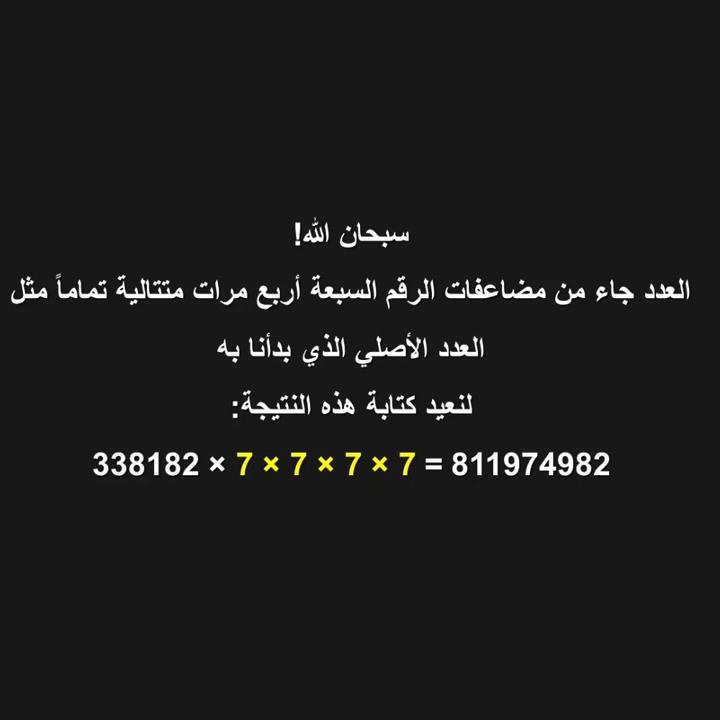 سبحان الله!
العدد جاء من مضاعفات الرقم السبعة أربع مرات متتالية تماماً مثل
العدد الأصلي الذي بدأنا به
لنعيد كتابة هذه النتيجة:
338182 × 7 × 7 × 7 × 7 = 811974982